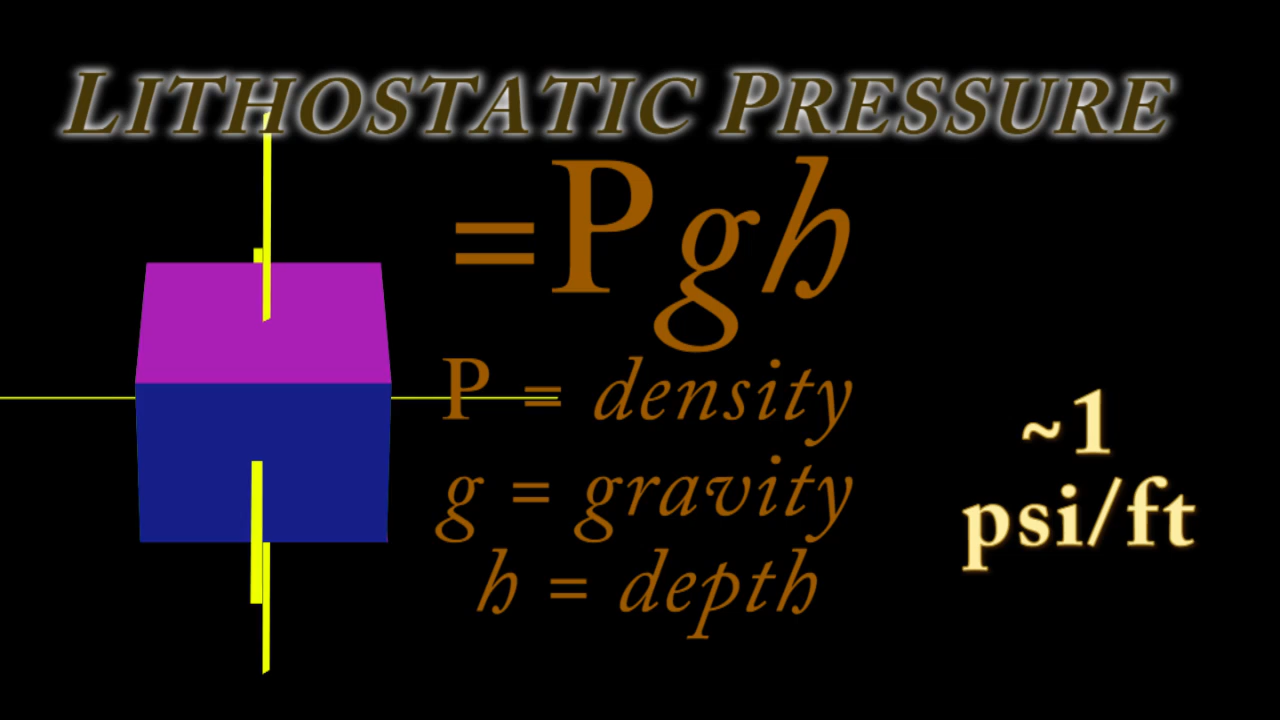 LITHOSTATIC PRESSURE
=Pgh
P = density
g = gravity
h = depth
~1
psi/ft